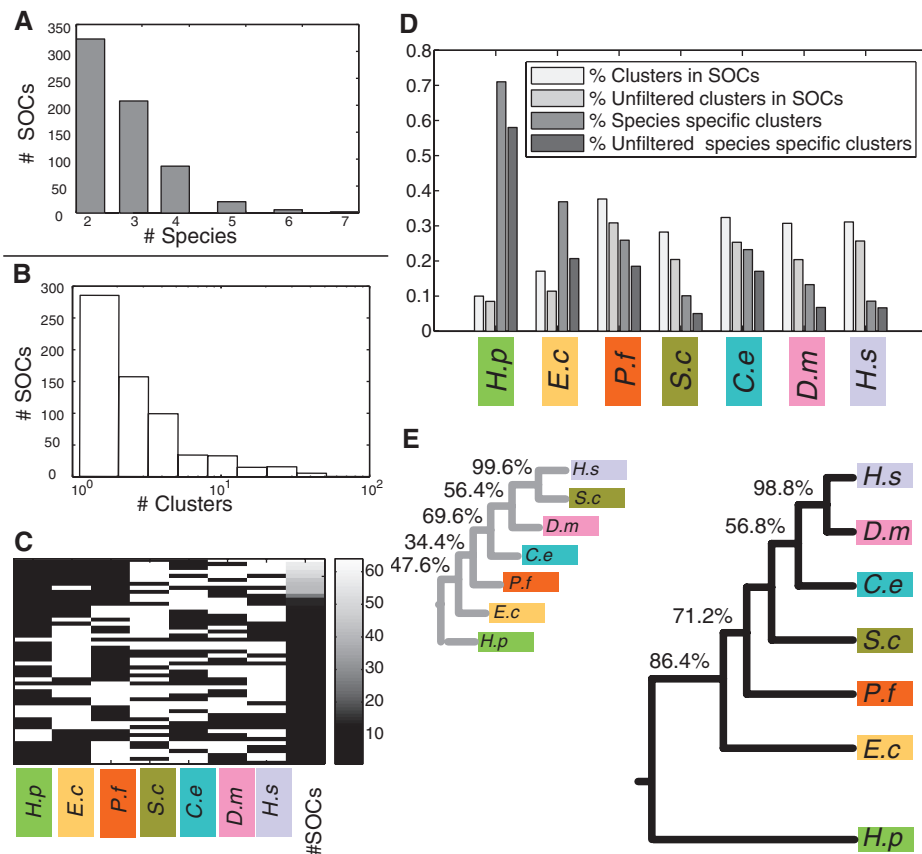 A
350
300
250
200
150
100
50
0
# SOCs
2 3 4 5 6 7
# Species
B
300
250
200
150
100
50
0
# SOCs
10^0 10^1 10^2
# Clusters
C
60
50
40
30
20
10
H.p E.c P.f S.c C.e D.m H.s #SOCs
D
0.8
0.7
0.6
0.5
0.4
0.3
0.2
0.1
0
% Clusters in SOCs
% Unfiltered clusters in SOCs
% Species specific clusters
% Unfiltered species specific clusters
H.p E.c P.f S.c C.e D.m H.s
E
99.6%
56.4%
69.6%
34.4%
47.6%
H.s
S.c
D.m
C.e
P.f
E.c
H.p
98.8%
56.8%
71.2%
86.4%
H.s
D.m
C.e
S.c
P.f
E.c
H.p